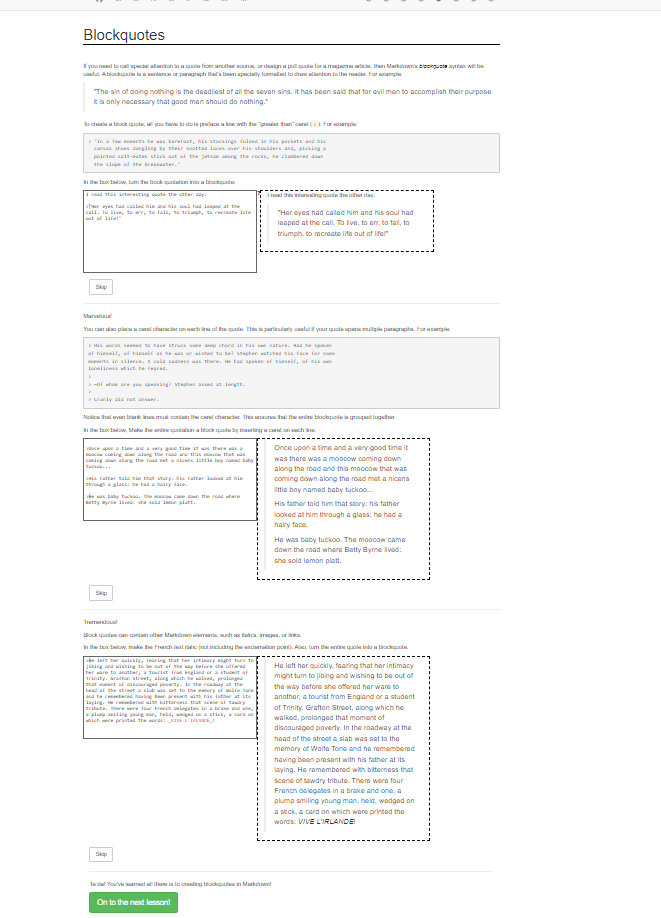 Blockquotes
If you need to call special attention to a quote from another source, or design a pull quote for a magazine article, then Markdown's blockquote syntax will be
useful. A blockquote is a sentence or paragraph that's been specially formatted to draw attention to the reader. For example:
"The sin of doing nothing is the deadliest of all the seven sins. It has been said that for evil men to accomplish their purpose
it is only necessary that good men should do nothing."
To create a block quote, all you have to do is preface a line with the "greater than" caret (>). For example:
> "In a few moments he was barefoot, his stockings folded in his pockets and his
canvas shoes dangling by their knotted laces over his shoulders and, picking a
pointed salt-eaten stick out of the jetsam among the rocks, he clambered down
the slope of the breakwater."
In the box below, turn the book quotation into a blockquote.
I read this interesting quote the other day:
>"Her eyes had called him and his soul had leaped at the
call. To live, to err, to fall, to triumph, to recreate life
out of life!"
I read this interesting quote the other day:
"Her eyes had called him and his soul had
leaped at the call. To live, to err, to fall, to
triumph, to recreate life out of life!"
Skip
Marvelous!
You can also place a caret character on each line of the quote. This is particularly useful if your quote spans multiple paragraphs. For example:
> His words seemed to have struck some deep chord in his own nature. Had he spoken
of himself, of himself as he was or wished to be? Stephen watched his face for some
moments in silence. A cold sadness was there. He had spoken of himself, of his own
loneliness which he feared.
>
> —Of whom are you speaking? Stephen asked at length.
>
> Cranly did not answer.
Notice that even blank lines must contain the caret character. This ensures that the entire blockquote is grouped together.
In the box below, Make the entire quotation a block quote by inserting a caret on each line.
>Once upon a time and a very good time it was there was a
moocow coming down along the road and this moocow that was
coming down along the road met a nicens little boy named baby
tuckoo...
>His father told him that story: his father looked at him
through a glass: he had a hairy face.
>He was baby tuckoo. The moocow came down the road where
Betty Byrne lived: she sold lemon platt.
Once upon a time and a very good time it
was there was a moocow coming down
along the road and this moocow that was
coming down along the road met a nicens
little boy named baby tuckoo...
His father told him that story: his father
looked at him through a glass: he had a
hairy face.
He was baby tuckoo. The moocow came
down the road where Betty Byrne lived:
she sold lemon platt.
Skip
Tremendous!
Block quotes can contain other Markdown elements, such as italics, images, or links.
In the box below, make the French text italic (not including the exclamation point). Also, turn the entire quote into a blockquote.
>He left her quickly, fearing that her intimacy might turn to
jibing and wishing to be out of the way before she offered
her ware to another, a tourist from England or a student of
Trinity. Grafton Street, along which he walked, prolonged
that moment of discouraged poverty. In the roadway at the
head of the street a slab was set to the memory of Wolfe Tone
and he remembered having been present with his father at its
laying. He remembered with bitterness that scene of tawdry
tribute. There were four French delegates in a brake and one,
a plump smiling young man, held, wedged on a stick, a card on
which were printed the words: _VIVE L'IRLANDE_!
He left her quickly, fearing that her intimacy
might turn to jibing and wishing to be out of
the way before she offered her ware to
another, a tourist from England or a student
of Trinity. Grafton Street, along which he
walked, prolonged that moment of
discouraged poverty. In the roadway at the
head of the street a slab was set to the
memory of Wolfe Tone and he remembered
having been present with his father at its
laying. He remembered with bitterness that
scene of tawdry tribute. There were four
French delegates in a brake and one, a
plump smiling young man, held, wedged on
a stick, a card on which were printed the
words: VIVE L'IRLANDE!
Skip
Ta da! You've learned all there is to creating blockquotes in Markdown!
On to the next lesson!